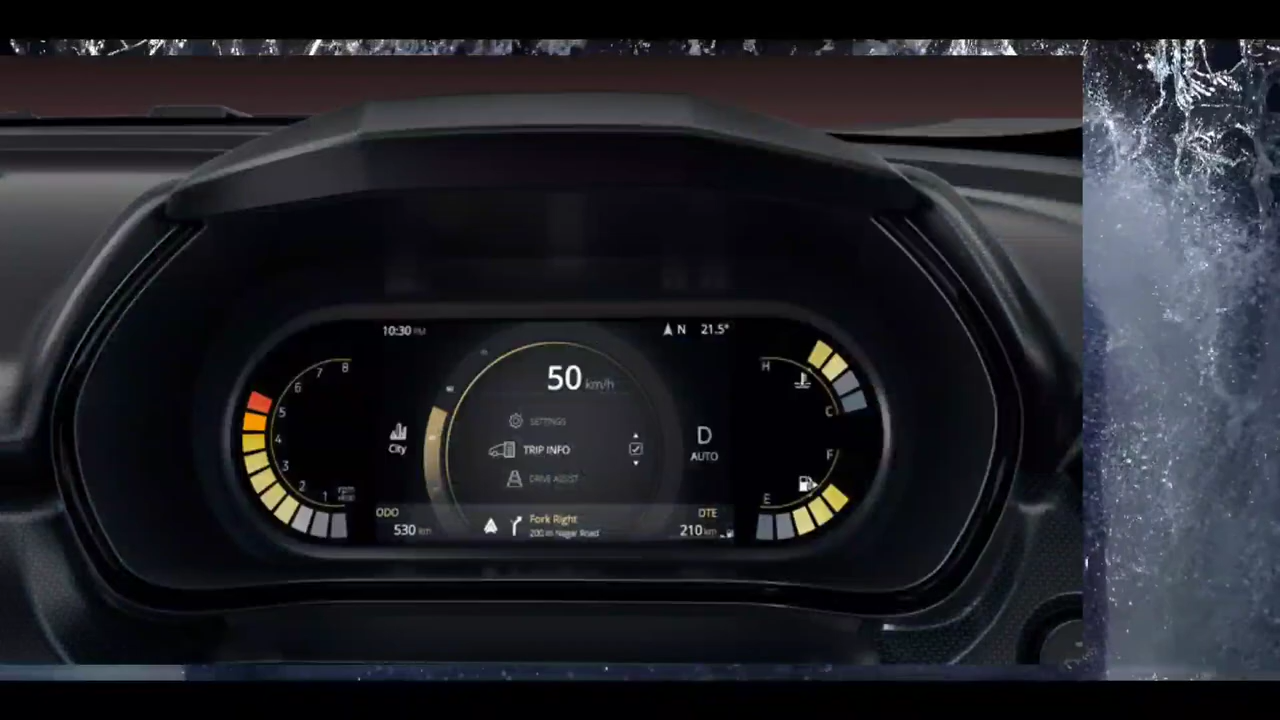 10:30 PM
N 21.5°
8
7
6
5
4
3
2
1
rpm
50 km/h
SETTINGS
TRIP INFO
DRIVE ASSIST
City
D
AUTO
H
C
F
E
ODO
530 km
Fork Right
200 m Nagar Road
DTE
210 km